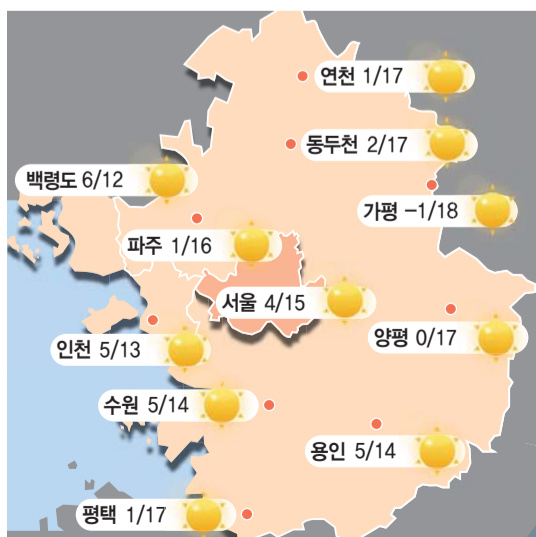 연천 1/17
동두천 2/17
백령도 6/12
가평 -1/18
파주 1/16
서울 4/15
양평 0/17
인천 5/13
수원 5/14
용인 5/14
평택 1/17